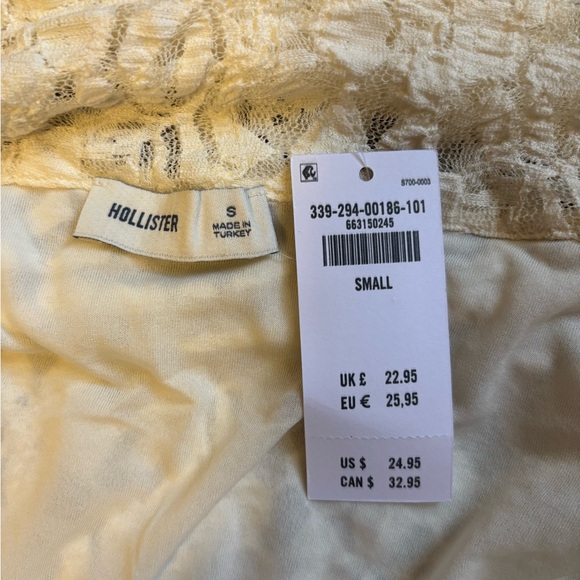 HOLLISTER
S
MADE IN
TURKEY
S700-0003
339-294-00186-101
663150245
SMALL
UK £ 22.95
EU € 25,95
US $ 24.95
CAN $ 32.95